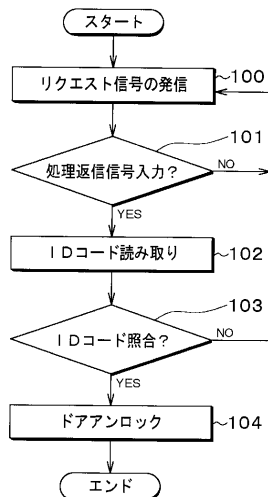 スタート
リクエスト信号の発信
100
101
処理返信信号入力？
NO
YES
IDコード読み取り
102
103
IDコード照合？
NO
YES
ドアアンロック
104
エンド